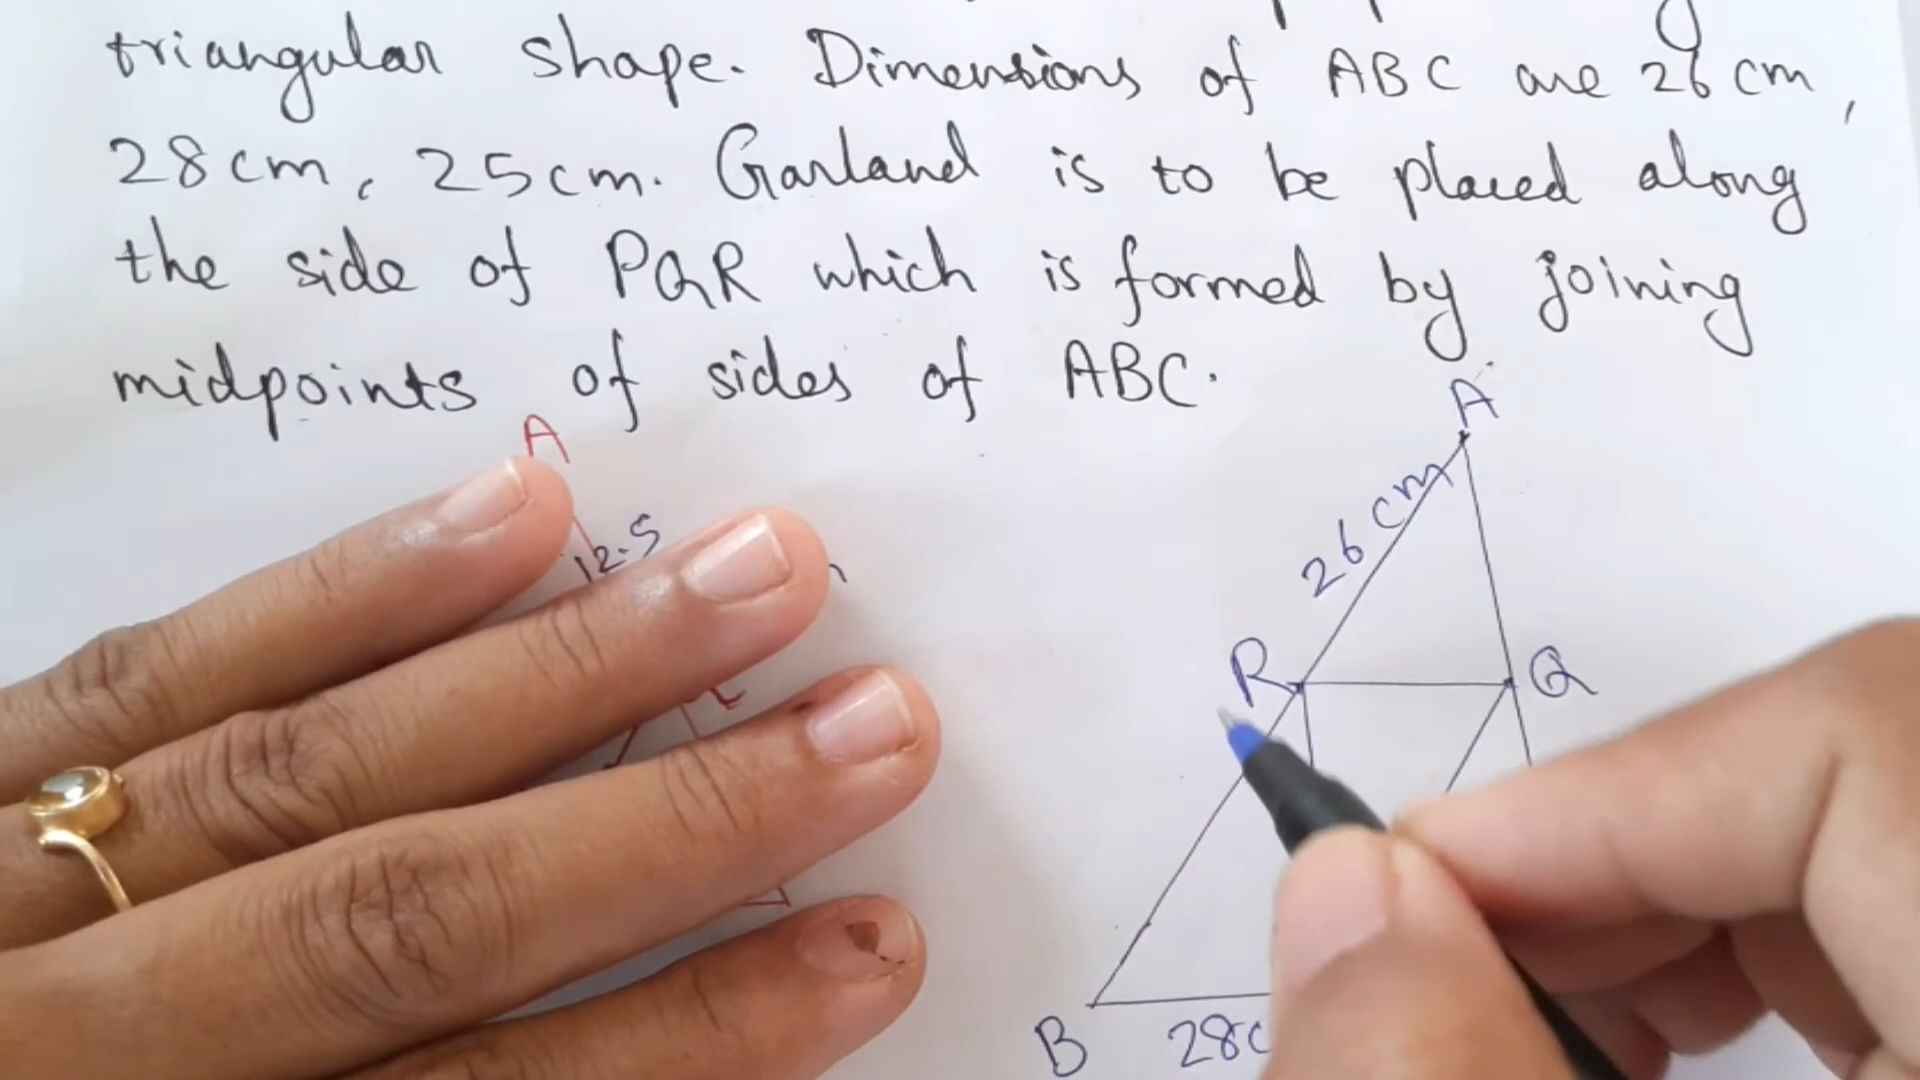 triangular shape. Dimensions of ABC are 26 cm,
28 cm, 25 cm. Garland is to be placed along
the side of PQR which is formed by joining
midpoints of sides of ABC.
A
A
26 cm
12.5
R
Q
B
28c